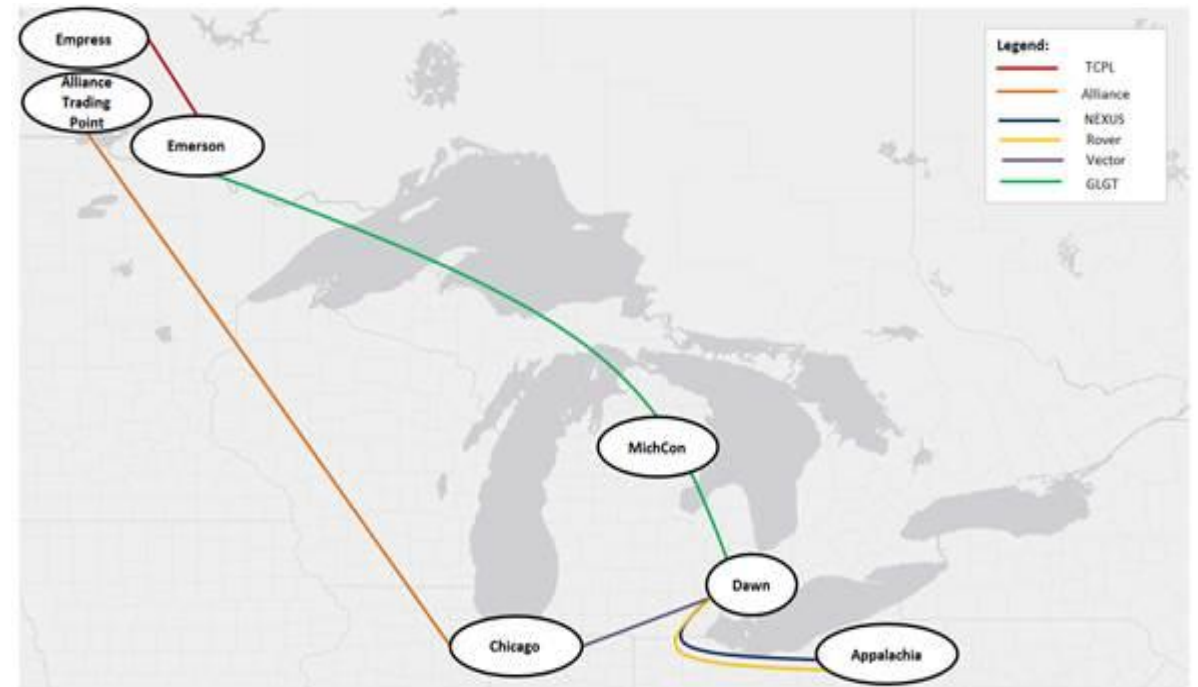 Empress
Alliance
Trading
Point
Emerson
Legend:
TCPL
Alliance
NEXUS
Rover
Vector
GLGT
MichCon
Dawn
Chicago
Appalachia